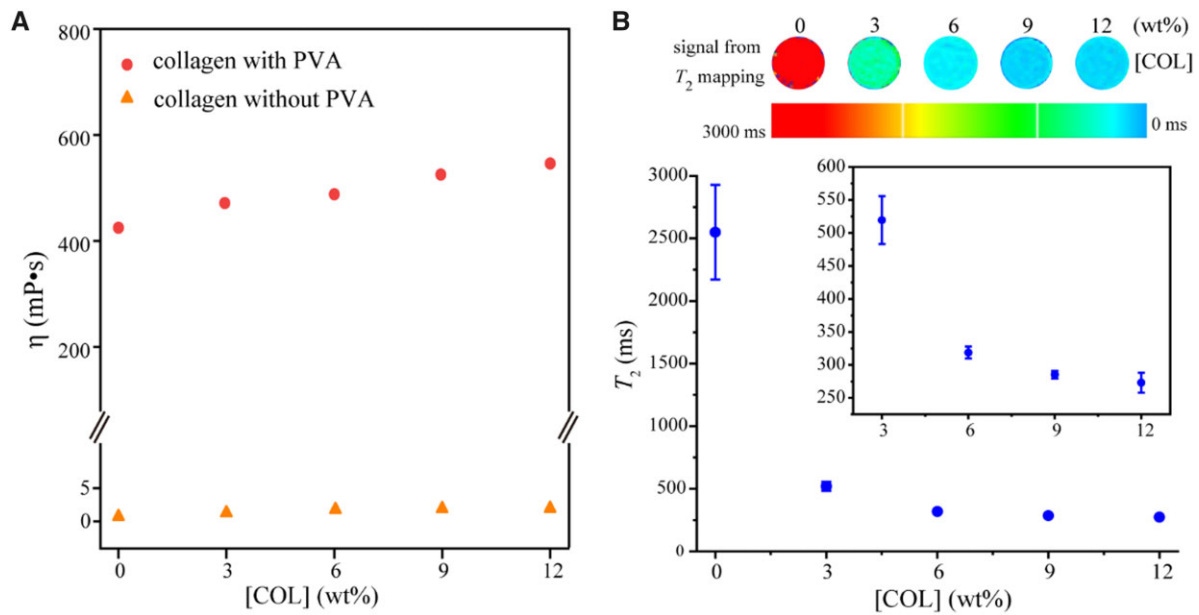 A
800
600
400
200
5
0
η (mP•s)
collagen with PVA
collagen without PVA
0 3 6 9 12
[COL] (wt%)
B
0 3 6 9 12 (wt%)
signal from
T2 mapping
[COL]
3000 ms
0 ms
3000
2500
2000
1500
1000
500
0
T2 (ms)
600
550
500
450
400
350
300
250
3 6 9 12
0 3 6 9 12
[COL] (wt%)